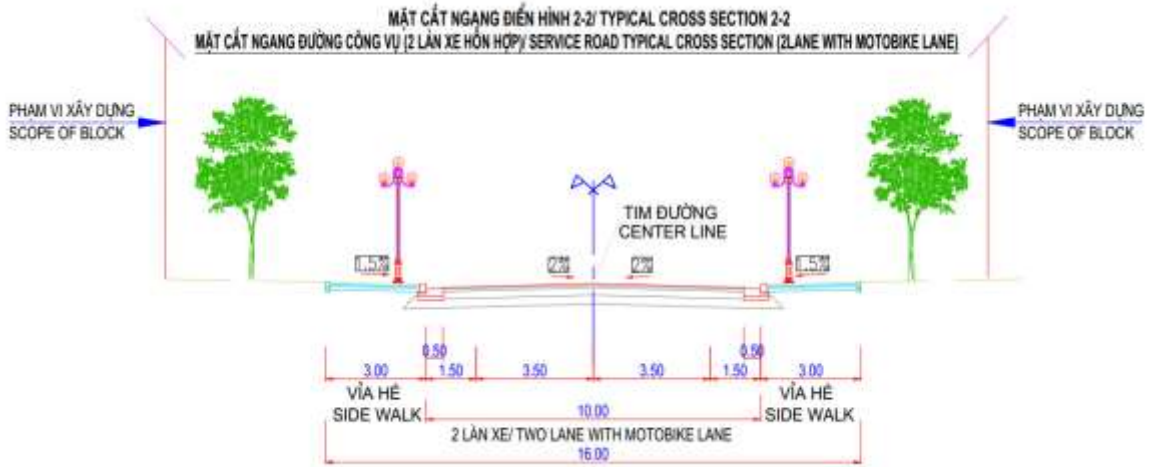 MẶT CẮT NGANG ĐIỂN HÌNH 2-2/ TYPICAL CROSS SECTION 2-2
MẶT CẮT NGANG ĐƯỜNG CÔNG VỤ (2 LÀN XE HỖN HỢP)/ SERVICE ROAD TYPICAL CROSS SECTION (2LANE WITH MOTOBIKE LANE)
PHẠM VI XÂY DỰNG
SCOPE OF BLOCK
PHẠM VI XÂY DỰNG
SCOPE OF BLOCK
TIM ĐƯỜNG
CENTER LINE
1.5% 2% 2% 1.5%
0.50 0.50
3.00 1.50 3.50 3.50 1.50 3.00
VỈA HÈ
SIDE WALK
VỈA HÈ
SIDE WALK
10.00
2 LÀN XE/ TWO LANE WITH MOTOBIKE LANE
16.00